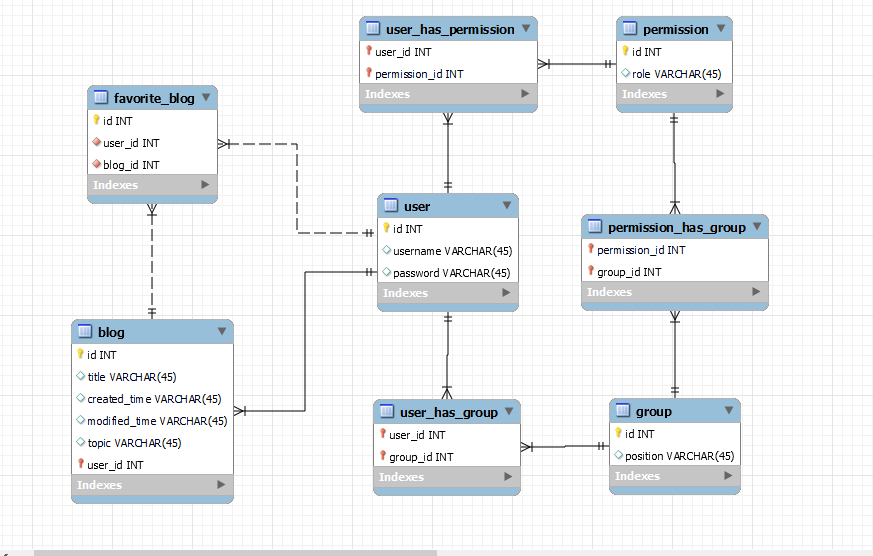 user_has_permission
user_id INT
permission_id INT
Indexes
permission
id INT
role VARCHAR(45)
Indexes
favorite_blog
id INT
user_id INT
blog_id INT
Indexes
user
id INT
username VARCHAR(45)
password VARCHAR(45)
Indexes
permission_has_group
permission_id INT
group_id INT
Indexes
blog
id INT
title VARCHAR(45)
created_time VARCHAR(45)
modified_time VARCHAR(45)
topic VARCHAR(45)
user_id INT
Indexes
user_has_group
user_id INT
group_id INT
Indexes
group
id INT
position VARCHAR(45)
Indexes